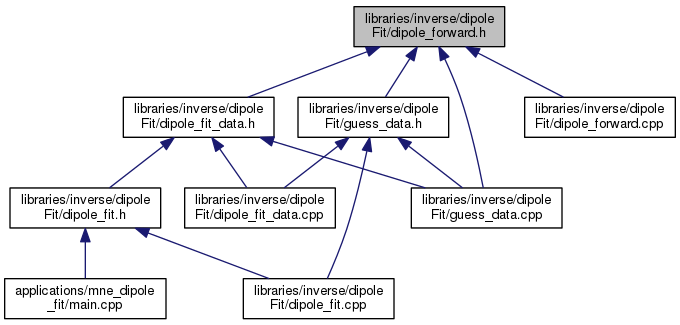 libraries/inverse/dipole
Fit/dipole_forward.h
libraries/inverse/dipole
Fit/dipole_fit_data.h
libraries/inverse/dipole
Fit/guess_data.h
libraries/inverse/dipole
Fit/dipole_forward.cpp
libraries/inverse/dipole
Fit/dipole_fit.h
libraries/inverse/dipole
Fit/dipole_fit_data.cpp
libraries/inverse/dipole
Fit/guess_data.cpp
applications/mne_dipole
_fit/main.cpp
libraries/inverse/dipole
Fit/dipole_fit.cpp